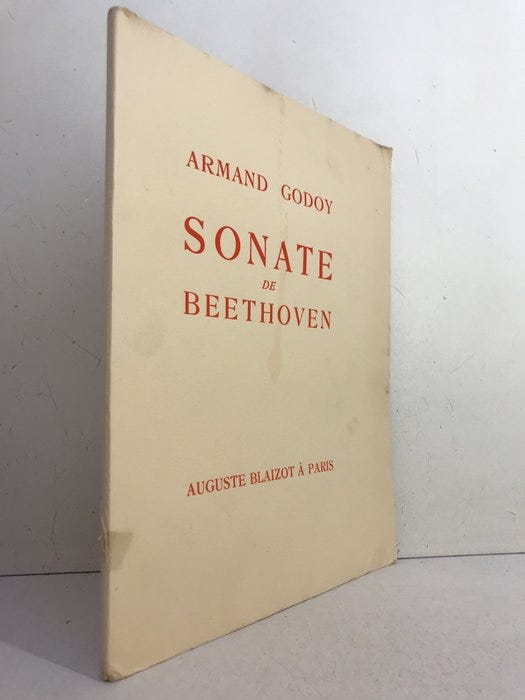 ARMAND GODOY
SONATE
DE
BEETHOVEN
AUGUSTE BLAIZOT À PARIS